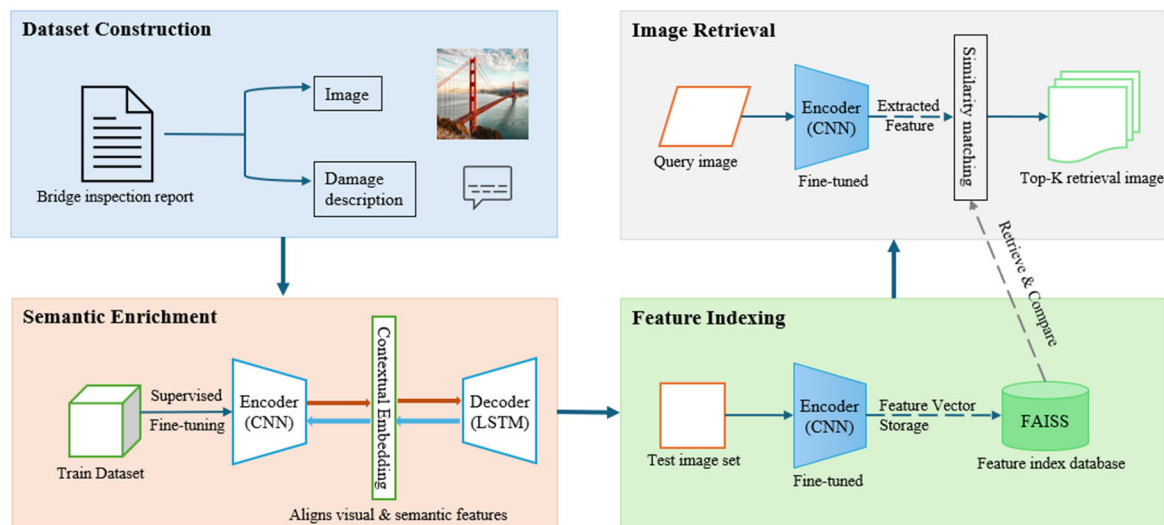 Dataset Construction
Image
Damage
description
Bridge inspection report
Semantic Enrichment
Supervised
Fine-tuning
Train Dataset
Encoder
(CNN)
Contextual Embedding
Decoder
(LSTM)
Aligns visual & semantic features
Feature Indexing
Test image set
Encoder
(CNN)
Fine-tuned
Feature Vector
Storage
FAISS
Feature index database
Retrieve & Compare
Image Retrieval
Query image
Encoder
(CNN)
Fine-tuned
Extracted
Feature
Similarity matching
Top-K retrieval image